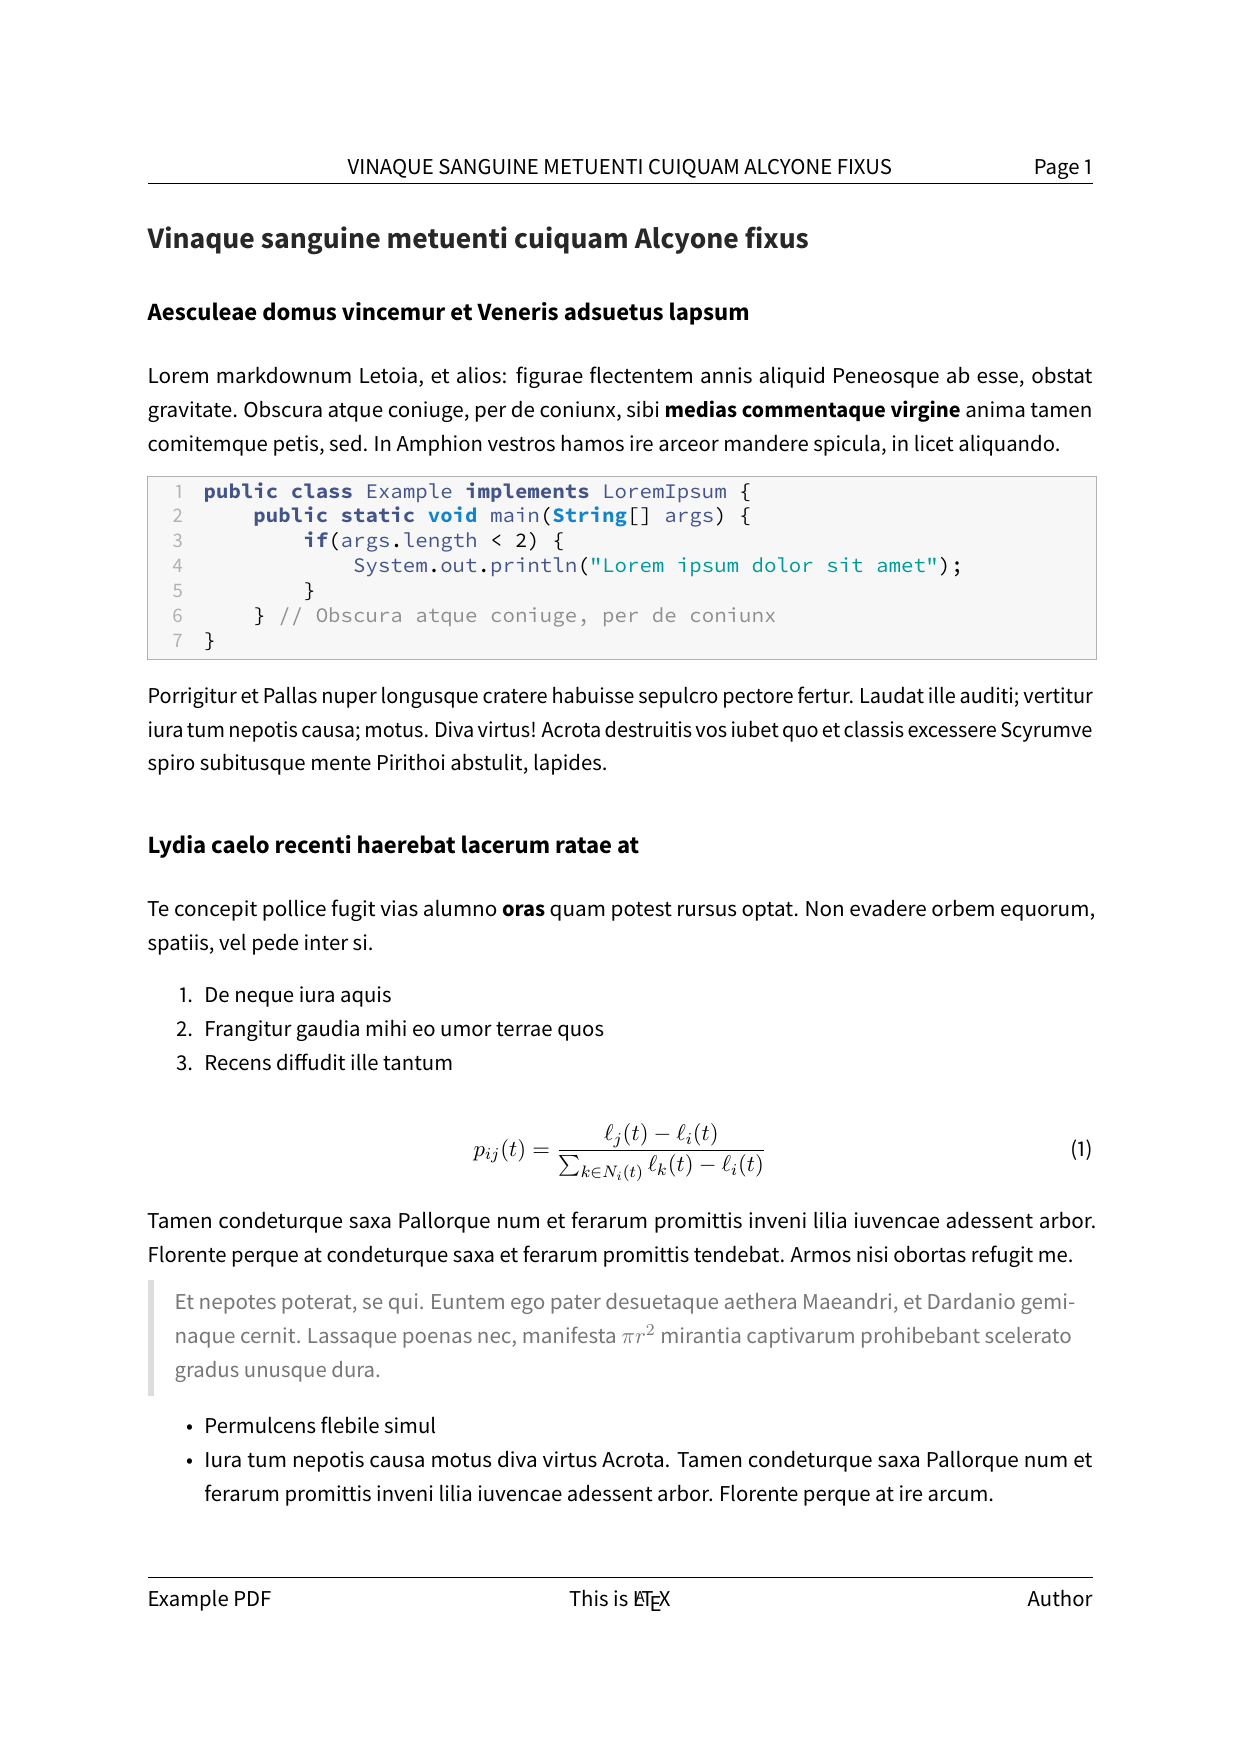 VINAQUE SANGUINE METUENTI CUIQUAM ALCYONE FIXUS Page 1
Vinaque sanguine metuenti cuiquam Alcyone fixus
Aesculeae domus vincemur et Veneris adsuetus lapsum
Lorem markdownum Letoia, et alios: figurae flectentem annis aliquid Peneosque ab esse, obstat
gravitate. Obscura atque coniuge, per de coniunx, sibi medias commentaque virgine anima tamen
comitemque petis, sed. In Amphion vestros hamos ire arceor mandere spicula, in licet aliquando.
1 public class Example implements LoremIpsum {
2     public static void main(String[] args) {
3         if(args.length < 2) {
4             System.out.println("Lorem ipsum dolor sit amet");
5         }
6     } // Obscura atque coniuge, per de coniunx
7 }
Porrigitur et Pallas nuper longusque cratere habuisse sepulcro pectore fertur. Laudat ille auditi; vertitur
iura tum nepotis causa; motus. Diva virtus! Acrota destruitis vos iubet quo et classis excessere Scyrumve
spiro subitusque mente Pirithoi abstulit, lapides.
Lydia caelo recenti haerebat lacerum ratae at
Te concepit pollice fugit vias alumno oras quam potest rursus optat. Non evadere orbem equorum,
spatiis, vel pede inter si.
1. De neque iura aquis
2. Frangitur gaudia mihi eo umor terrae quos
3. Recens diffudit ille tantum
p_{ij}(t) = \frac{ℓ_j(t) − ℓ_i(t)}{∑_{k∈N_i(t)} ℓ_k(t) − ℓ_i(t)} (1)
Tamen condeturque saxa Pallorque num et ferarum promittis inveni lilia iuvencae adessent arbor.
Florente perque at condeturque saxa et ferarum promittis tendebat. Armos nisi obortas refugit me.
Et nepotes poterat, se qui. Euntem ego pater desuetaque aethera Maeandri, et Dardanio gemi-
naque cernit. Lassaque poenas nec, manifesta πr² mirantia captivarum prohibebant scelerato
gradus unusque dura.
• Permulcens flebile simul
• Iura tum nepotis causa motus diva virtus Acrota. Tamen condeturque saxa Pallorque num et
ferarum promittis inveni lilia iuvencae adessent arbor. Florente perque at ire arcum.
Example PDF This is LATEX Author